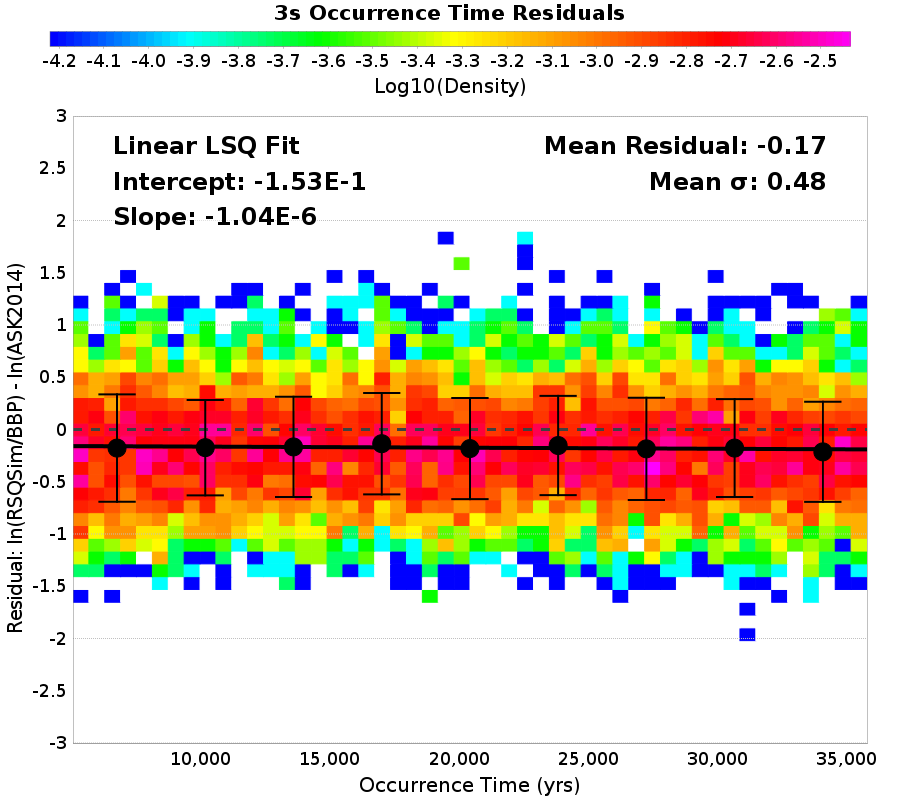 3s Occurrence Time Residuals
-4.2 -4.1 -4.0 -3.9 -3.8 -3.7 -3.6 -3.5 -3.4 -3.3 -3.2 -3.1 -3.0 -2.9 -2.8 -2.7 -2.6 -2.5
Log10(Density)
Linear LSQ Fit
Intercept: -1.53E-1
Slope: -1.04E-6
Mean Residual: -0.17
Mean σ: 0.48
Residual: ln(RSQSim/BBP) - ln(ASK2014)
3
2.5
2
1.5
1
0.5
0
-0.5
-1
-1.5
-2
-2.5
-3
10,000 15,000 20,000 25,000 30,000 35,000
Occurrence Time (yrs)